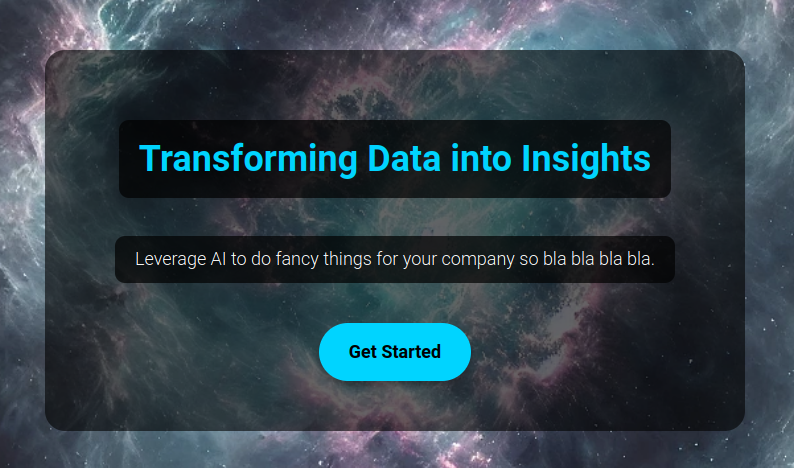 Transforming Data into Insights
Leverage AI to do fancy things for your company so bla bla bla bla.
Get Started